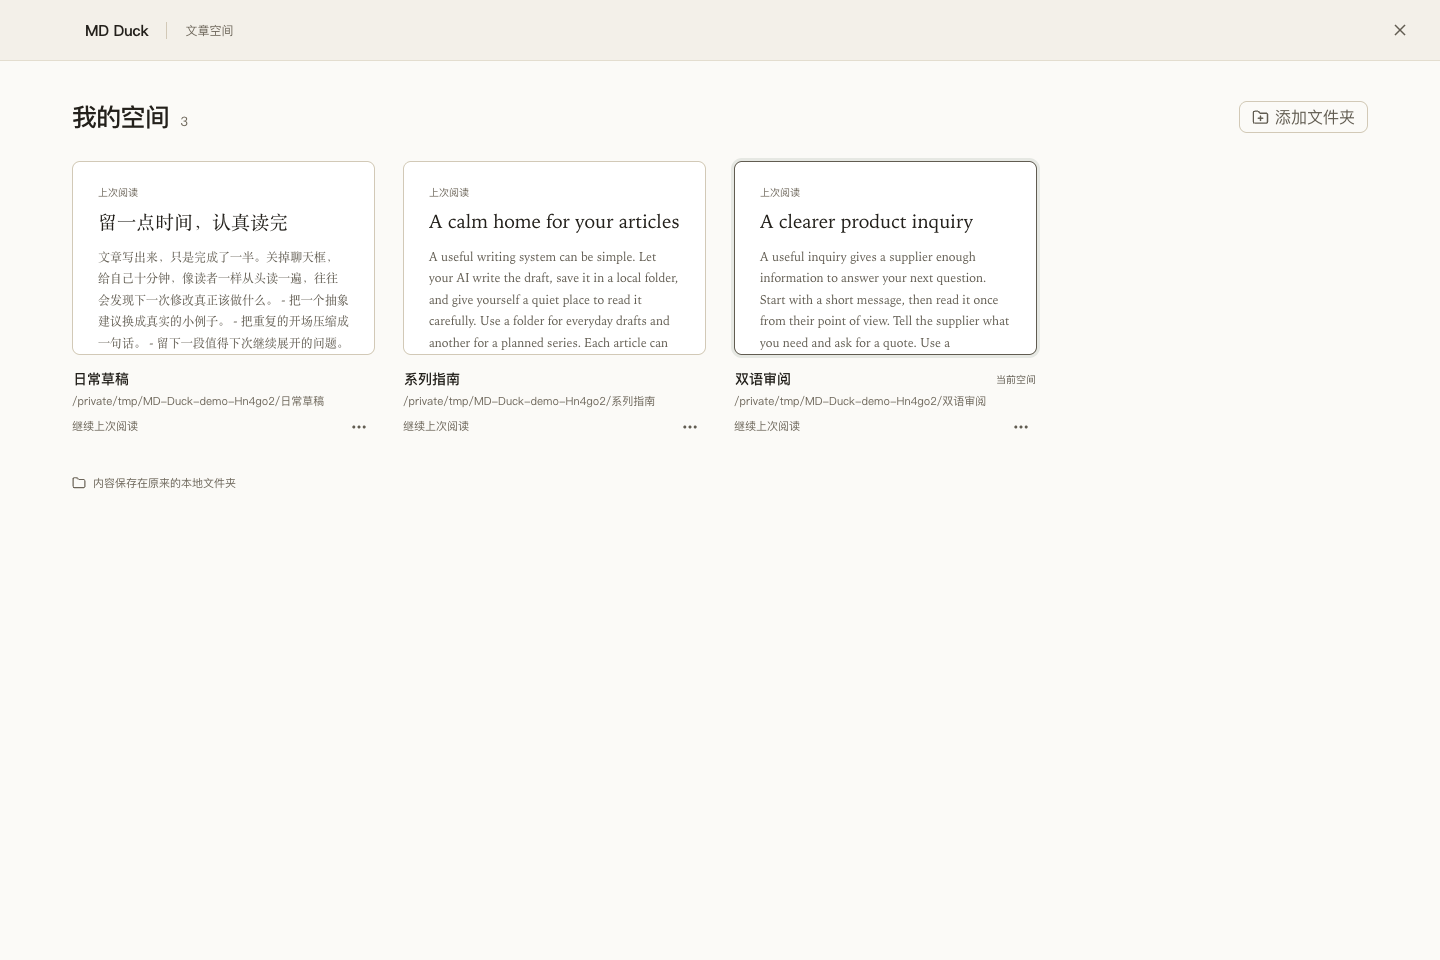 MD Duck
文章空间
我的空间 3
添加文件夹
上次阅读
留一点时间，认真读完
文章写出来，只是完成了一半。关掉聊天框，
给自己十分钟，像读者一样从头读一遍，往往
会发现下一次修改真正该做什么。 - 把一个抽象
建议换成真实的小例子。 - 把重复的开场压缩成
一句话。 - 留下一段值得下次继续展开的问题。
日常草稿
/private/tmp/MD-Duck-demo-Hn4go2/日常草稿
继续上次阅读
上次阅读
A calm home for your articles
A useful writing system can be simple. Let
your AI write the draft, save it in a local folder,
and give yourself a quiet place to read it
carefully. Use a folder for everyday drafts and
another for a planned series. Each article can
系列指南
/private/tmp/MD-Duck-demo-Hn4go2/系列指南
继续上次阅读
上次阅读
A clearer product inquiry
A useful inquiry gives a supplier enough
information to answer your next question.
Start with a short message, then read it once
from their point of view. Tell the supplier what
you need and ask for a quote. Use a
双语审阅
当前空间
/private/tmp/MD-Duck-demo-Hn4go2/双语审阅
继续上次阅读
内容保存在原来的本地文件夹